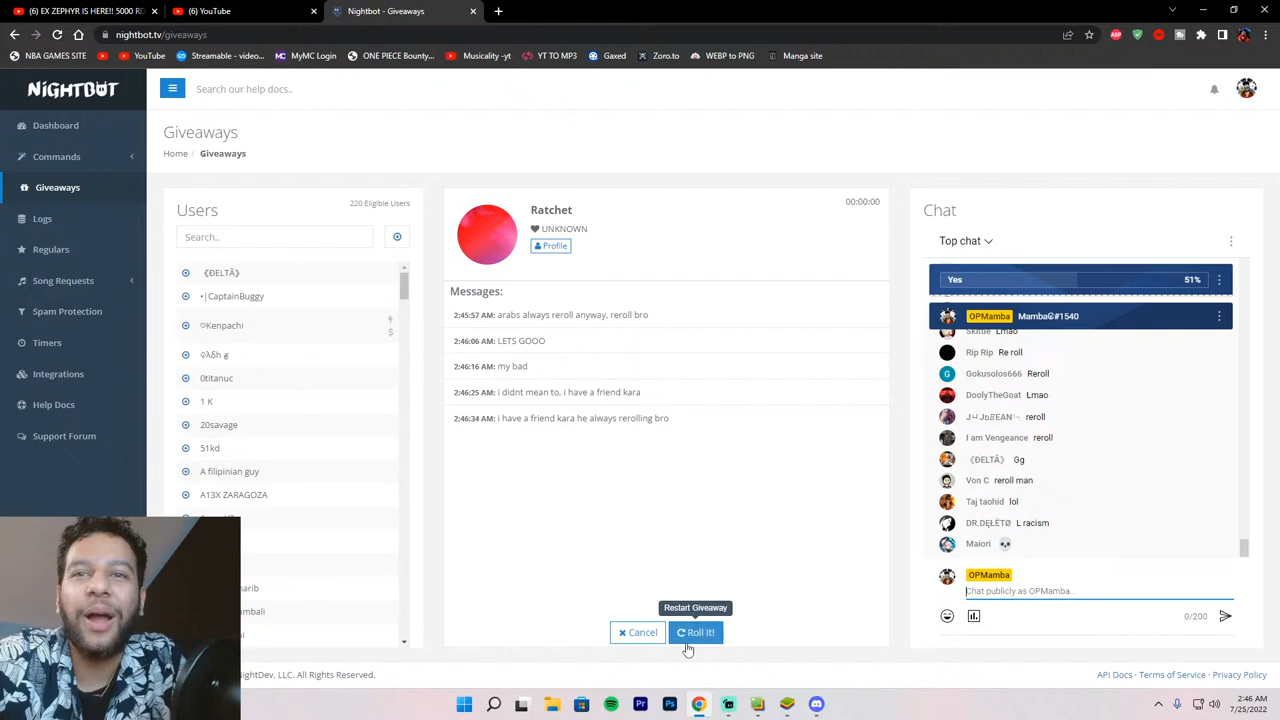 (6) EX ZEPHYR IS HERE!! 5000 RD
(6) YouTube
Nightbot - Giveaways
nightbot.tv/giveaways
NBA GAMES SITE
YouTube
Streamable - video...
MyMC Login
ONE PIECE Bounty...
Musicality -yt
YT TO MP3
Gaxed
Zoro.to
WEBP to PNG
Manga site
NiGHTBOT
Search our help docs..
Dashboard
Commands
Giveaways
Logs
Regulars
Song Requests
Spam Protection
Timers
Integrations
Help Docs
Support Forum
Giveaways
Home / Giveaways
Users
220 Eligible Users
Search..
《ĐELTÂ》
•|CaptainBuggy
♡Kenpachi
0titanuc
1 K
20savage
51kd
A filipinian guy
A13X ZARAGOZA
Ratchet
UNKNOWN
Profile
00:00:00
Messages:
2:45:57 AM: arabs always reroll anyway, reroll bro
2:46:06 AM: LETS GOOO
2:46:16 AM: my bad
2:46:25 AM: i didnt mean to, i have a friend kara
2:46:34 AM: i have a friend kara he always rerolling bro
Restart Giveaway
Cancel
Roll It!
Chat
Top chat
Yes 51%
OPMamba Mamba₢#1540
Skittle Lmao
Rip Rip Re roll
Gokusolos666 Reroll
DoolyTheGoat Lmao
reroll
I am Vengeance reroll
《ĐELTÂ》 Gg
Von C reroll man
Taj taohid lol
DR.DĘŁËTØ L racism
Maiori 💀
OPMamba
Chat publicly as OPMamba...
0/200
NightDev, LLC. All Rights Reserved.
API Docs - Terms of Service - Privacy Policy
2:46 AM
7/25/2022